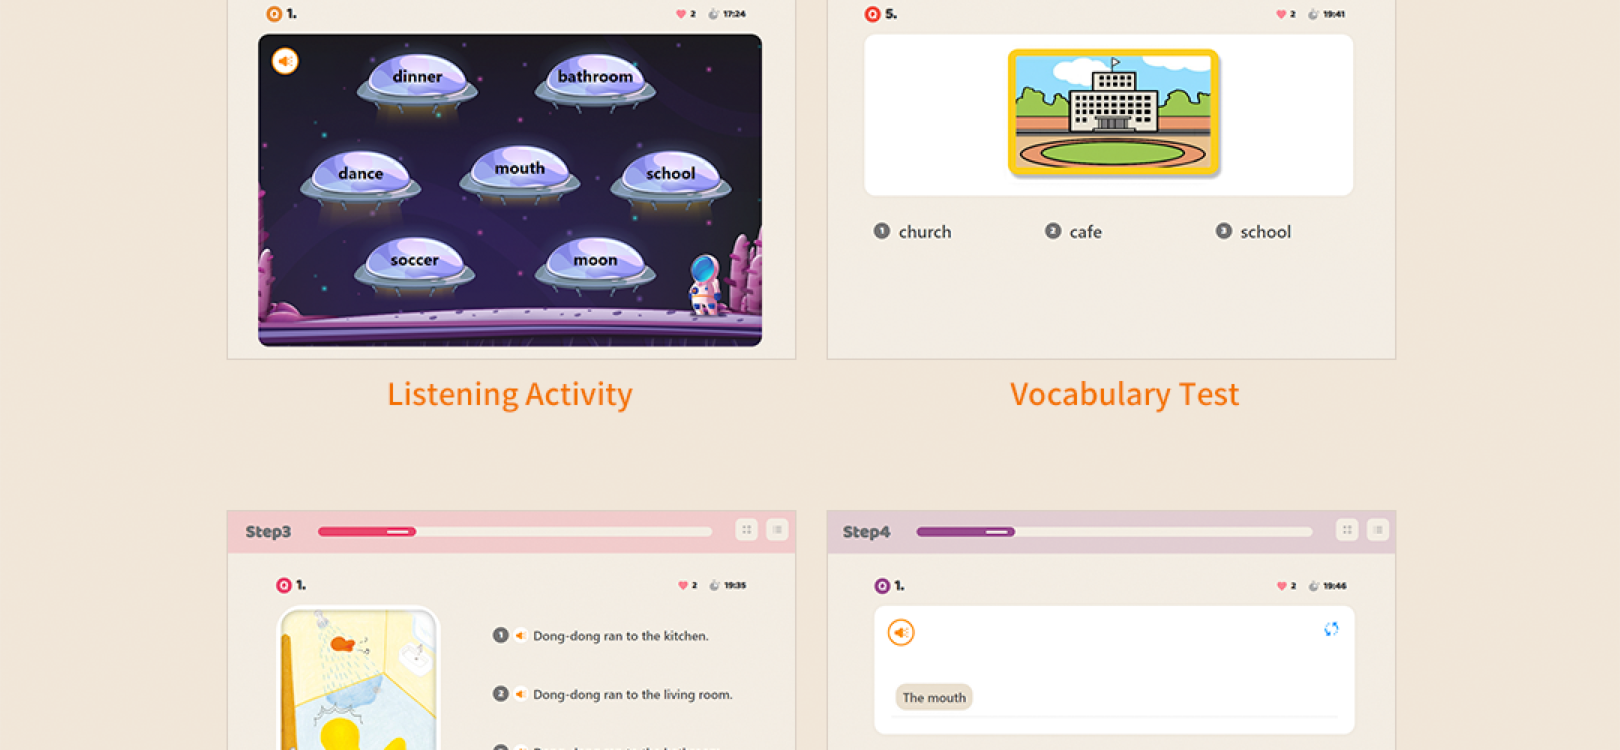 Q 1.
2 17:24
dinner
bathroom
dance
mouth
school
soccer
moon
Listening Activity
Q 5.
2 19:41
1 church
2 cafe
3 school
Vocabulary Test
Step3
Q 1.
2 19:35
1 Dong-dong ran to the kitchen.
2 Dong-dong ran to the living room.
Step4
Q 1.
2 19:46
The mouth